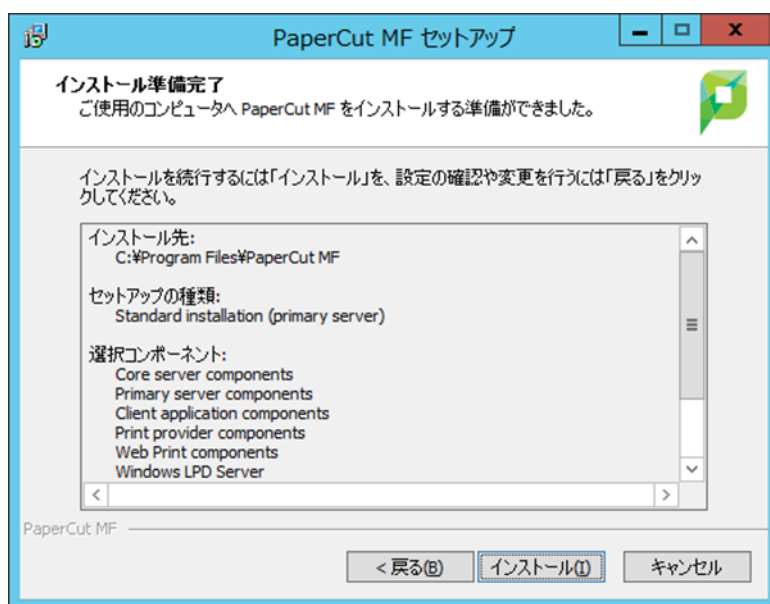 PaperCut MF セットアップ
インストール準備完了
ご使用のコンピュータへ PaperCut MF をインストールする準備ができました。
インストールを続行するには「インストール」を、設定の確認や変更を行うには「戻る」をクリッ
クしてください。
インストール先:
C:¥Program Files¥PaperCut MF
セットアップの種類:
Standard installation (primary server)
選択コンポーネント:
Core server components
Primary server components
Client application components
Print provider components
Web Print components
Windows LPD Server
PaperCut MF
< 戻る(B)
インストール(I)
キャンセル